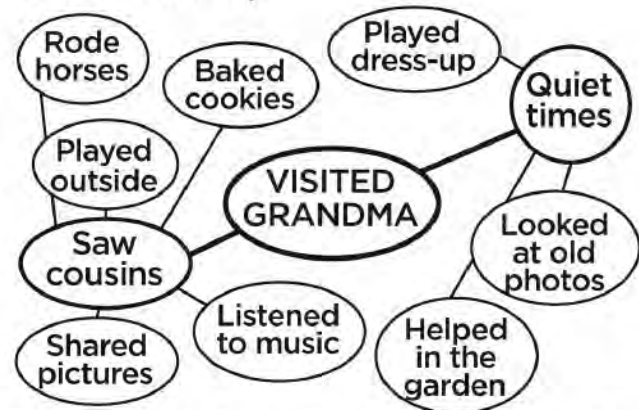 Rode
horses
Baked
cookies
Played
dress-up
Quiet
times
Played
outside
VISITED
GRANDMA
Saw
cousins
Looked
at old
photos
Listened
to music
Helped
in the
garden
Shared
pictures